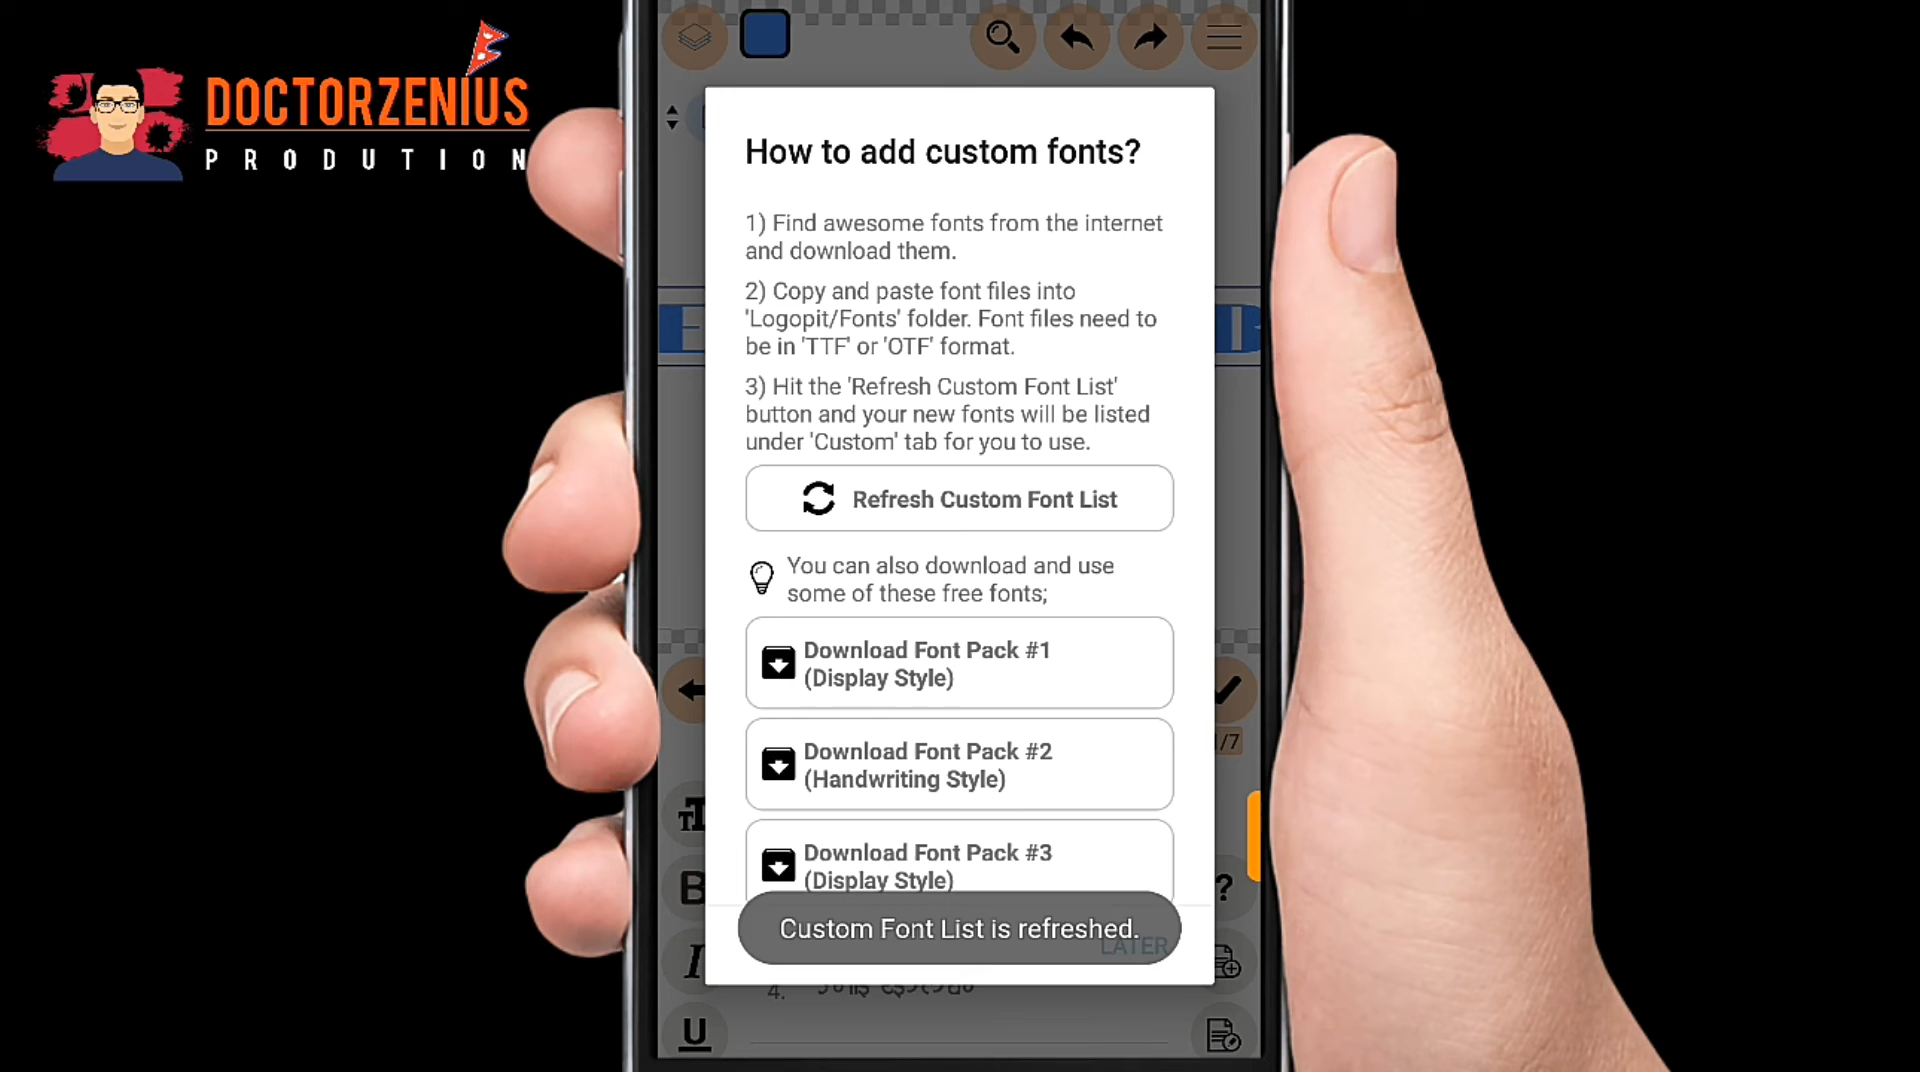 DOCTORZENIUS
PRODUTION
How to add custom fonts?
1) Find awesome fonts from the internet
and download them.
2) Copy and paste font files into
'Logopit/Fonts' folder. Font files need to
be in 'TTF' or 'OTF' format.
3) Hit the 'Refresh Custom Font List'
button and your new fonts will be listed
under 'Custom' tab for you to use.
Refresh Custom Font List
You can also download and use
some of these free fonts;
Download Font Pack #1
(Display Style)
Download Font Pack #2
(Handwriting Style)
/7
Download Font Pack #3
(Display Style)
B
?
Custom Font List is refreshed.
LATER
I
4.
U